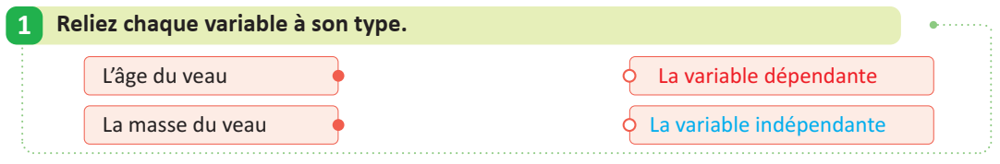 1 Reliez chaque variable à son type.
L’âge du veau La variable dépendante
La masse du veau La variable indépendante